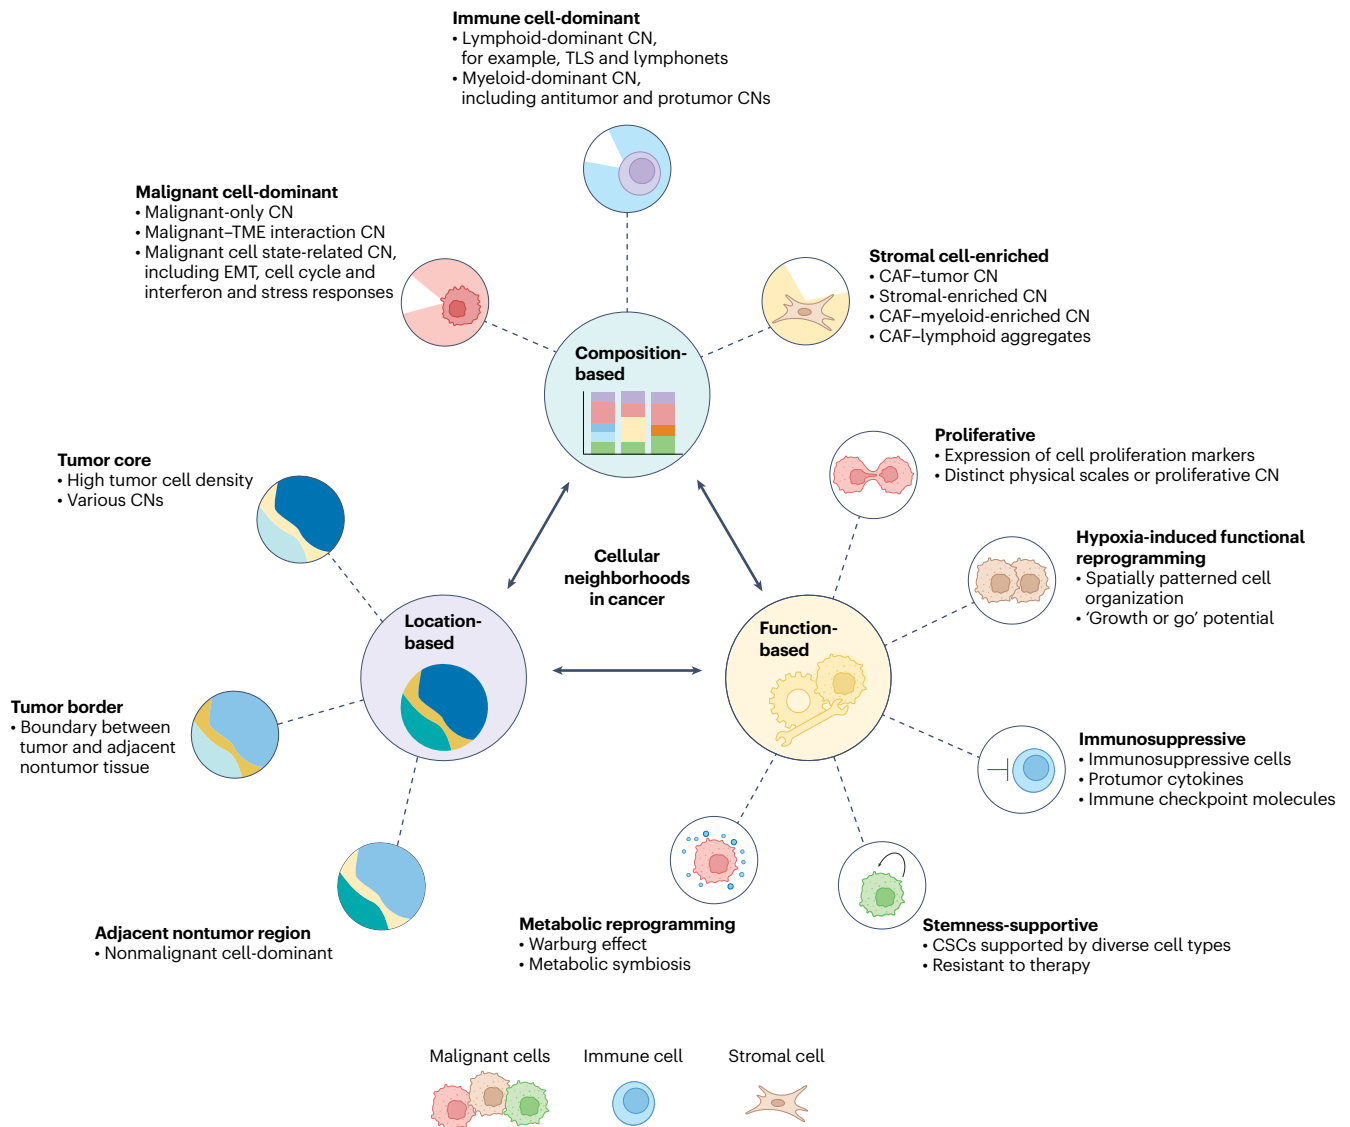 Immune cell-dominant
• Lymphoid-dominant CN,
for example, TLS and lymphonets
• Myeloid-dominant CN,
including antitumor and protumor CNs
Malignant cell-dominant
• Malignant-only CN
• Malignant–TME interaction CN
• Malignant cell state-related CN,
including EMT, cell cycle and
interferon and stress responses
Stromal cell-enriched
• CAF–tumor CN
• Stromal-enriched CN
• CAF–myeloid-enriched CN
• CAF–lymphoid aggregates
Composition-
based
Tumor core
• High tumor cell density
• Various CNs
Proliferative
• Expression of cell proliferation markers
• Distinct physical scales or proliferative CN
Cellular
neighborhoods
in cancer
Hypoxia-induced functional
reprogramming
• Spatially patterned cell
organization
• ‘Growth or go’ potential
Location-
based
Function-
based
Tumor border
• Boundary between
tumor and adjacent
nontumor tissue
Immunosuppressive
• Immunosuppressive cells
• Protumor cytokines
• Immune checkpoint molecules
Adjacent nontumor region
• Nonmalignant cell-dominant
Metabolic reprogramming
• Warburg effect
• Metabolic symbiosis
Stemness-supportive
• CSCs supported by diverse cell types
• Resistant to therapy
Malignant cells
Immune cell
Stromal cell